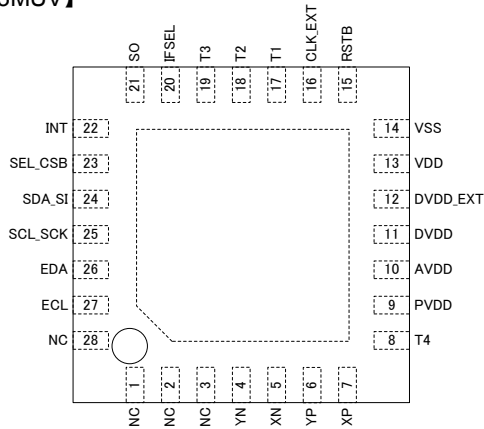 MUV】
SO IFSEL T3 T2 T1 CLK_EXT RSTB
21 20 19 18 17 16 15
INT 22 14 VSS
SEL_CSB 23 13 VDD
SDA_SI 24 12 DVDD_EXT
SCL_SCK 25 11 DVDD
EDA 26 10 AVDD
ECL 27 9 PVDD
NC 28 8 T4
1 2 3 4 5 6 7
NC NC NC YN XN YP XP